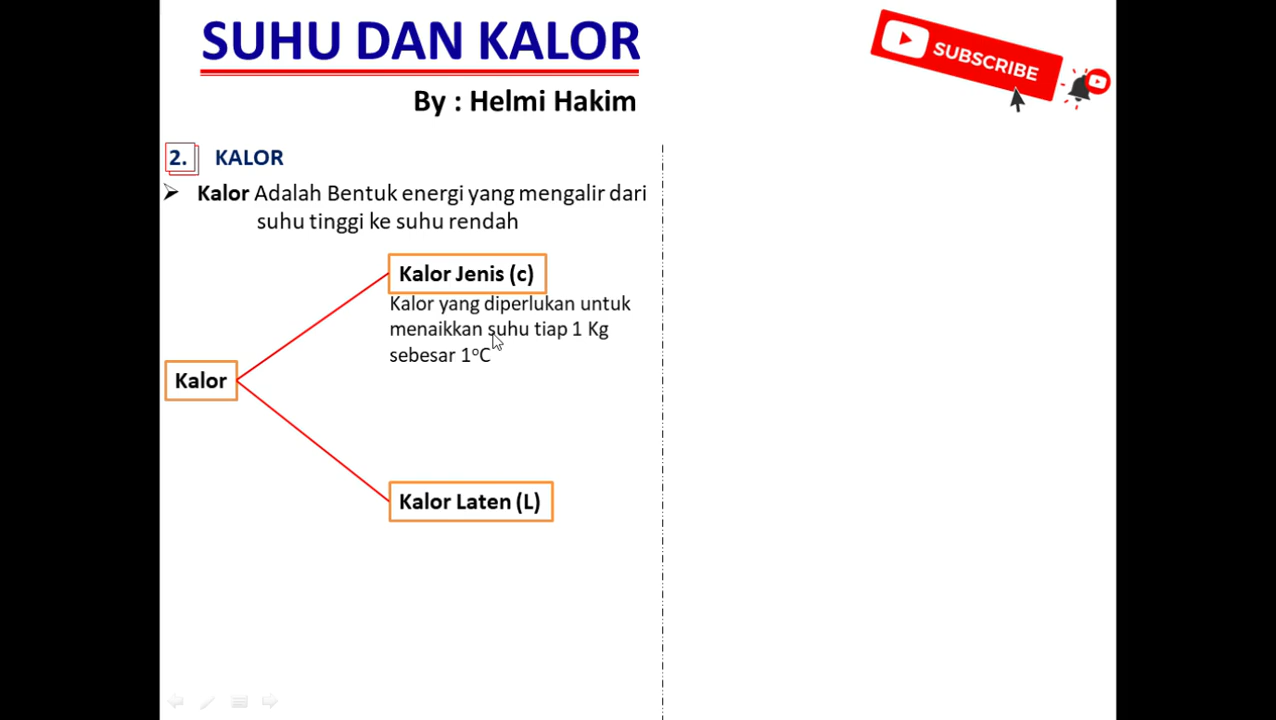 SUHU DAN KALOR
SUBSCRIBE
By : Helmi Hakim
2. KALOR
➢ Kalor Adalah Bentuk energi yang mengalir dari
suhu tinggi ke suhu rendah
Kalor Jenis (c)
Kalor yang diperlukan untuk
menaikkan suhu tiap 1 Kg
sebesar 1°C
Kalor
Kalor Laten (L)